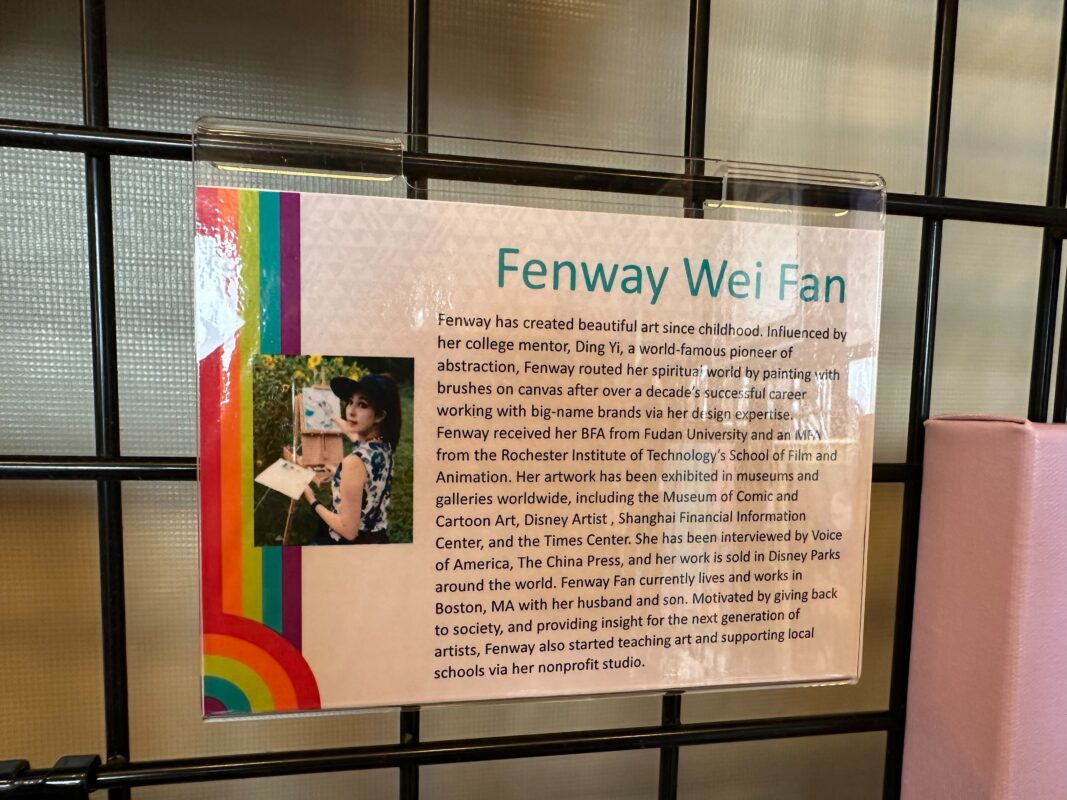 Fenway Wei Fan
Fenway has created beautiful art since childhood. Influenced by
her college mentor, Ding Yi, a world-famous pioneer of
abstraction, Fenway routed her spiritual world by painting with
brushes on canvas after over a decade's successful career
working with big-name brands via her design expertise.
Fenway received her BFA from Fudan University and an MFA
from the Rochester Institute of Technology's School of Film and
Animation. Her artwork has been exhibited in museums and
galleries worldwide, including the Museum of Comic and
Cartoon Art, Disney Artist , Shanghai Financial Information
Center, and the Times Center. She has been interviewed by Voice
of America, The China Press, and her work is sold in Disney Parks
around the world. Fenway Fan currently lives and works in
Boston, MA with her husband and son. Motivated by giving back
to society, and providing insight for the next generation of
artists, Fenway also started teaching art and supporting local
schools via her nonprofit studio.